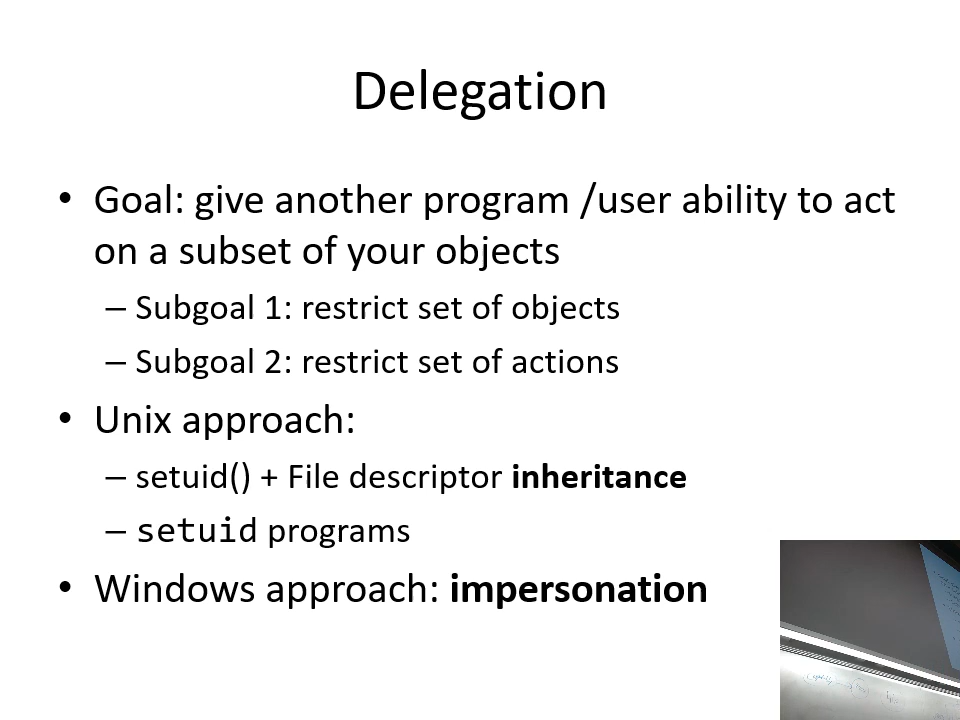 Delegation
• Goal: give another program /user ability to act
on a subset of your objects
– Subgoal 1: restrict set of objects
– Subgoal 2: restrict set of actions
• Unix approach:
– setuid() + File descriptor inheritance
– setuid programs
• Windows approach: impersonation